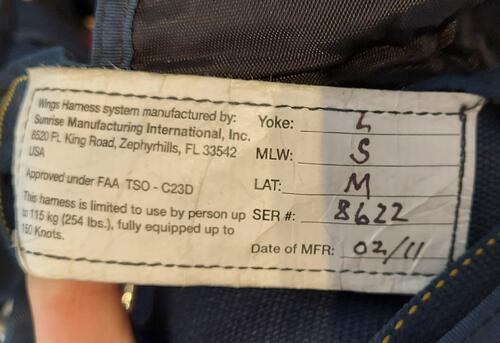 Wings Harness system manufactured by:
Sunrise Manufacturing International, Inc.
6520 Ft. King Road, Zephyrhills, FL 33542
USA
Approved under FAA TSO - C23D
This harness is limited to use by person up
to 115 kg (254 lbs.), fully equipped up to
150 Knots.
Yoke: L
MLW: S
LAT: M
SER #: 8622
Date of MFR: 02/11